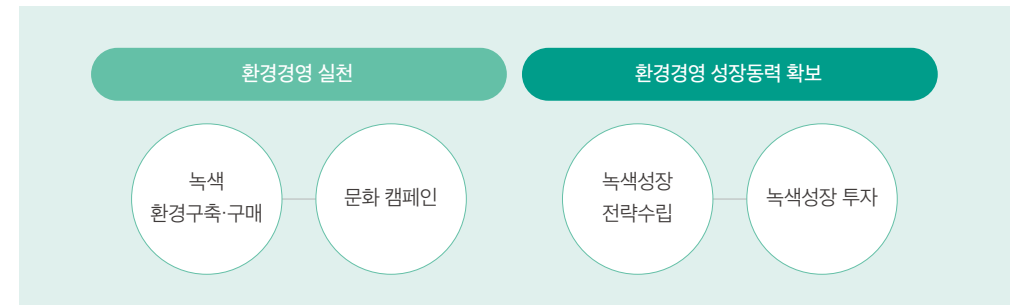 환경경영 실천
환경경영 성장동력 확보
녹색
환경구축·구매
문화 캠페인
녹색성장
전략수립
녹색성장 투자